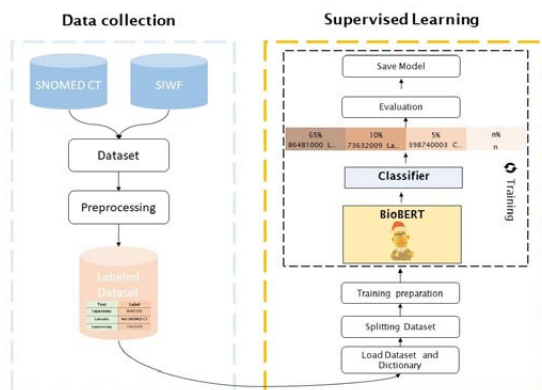 Data collection
SNOMED CT
SIWF
Dataset
Preprocessing
Labeled
Dataset
Text Label
Supervised Learning
Save Model
Evaluation
65% 10% 5% n%
86481000 L.. 73632009 La.. 398740003 C.. n
Classifier
Training
BioBERT
Training preparation
Splitting Dataset
Load Dataset and
Dictionary